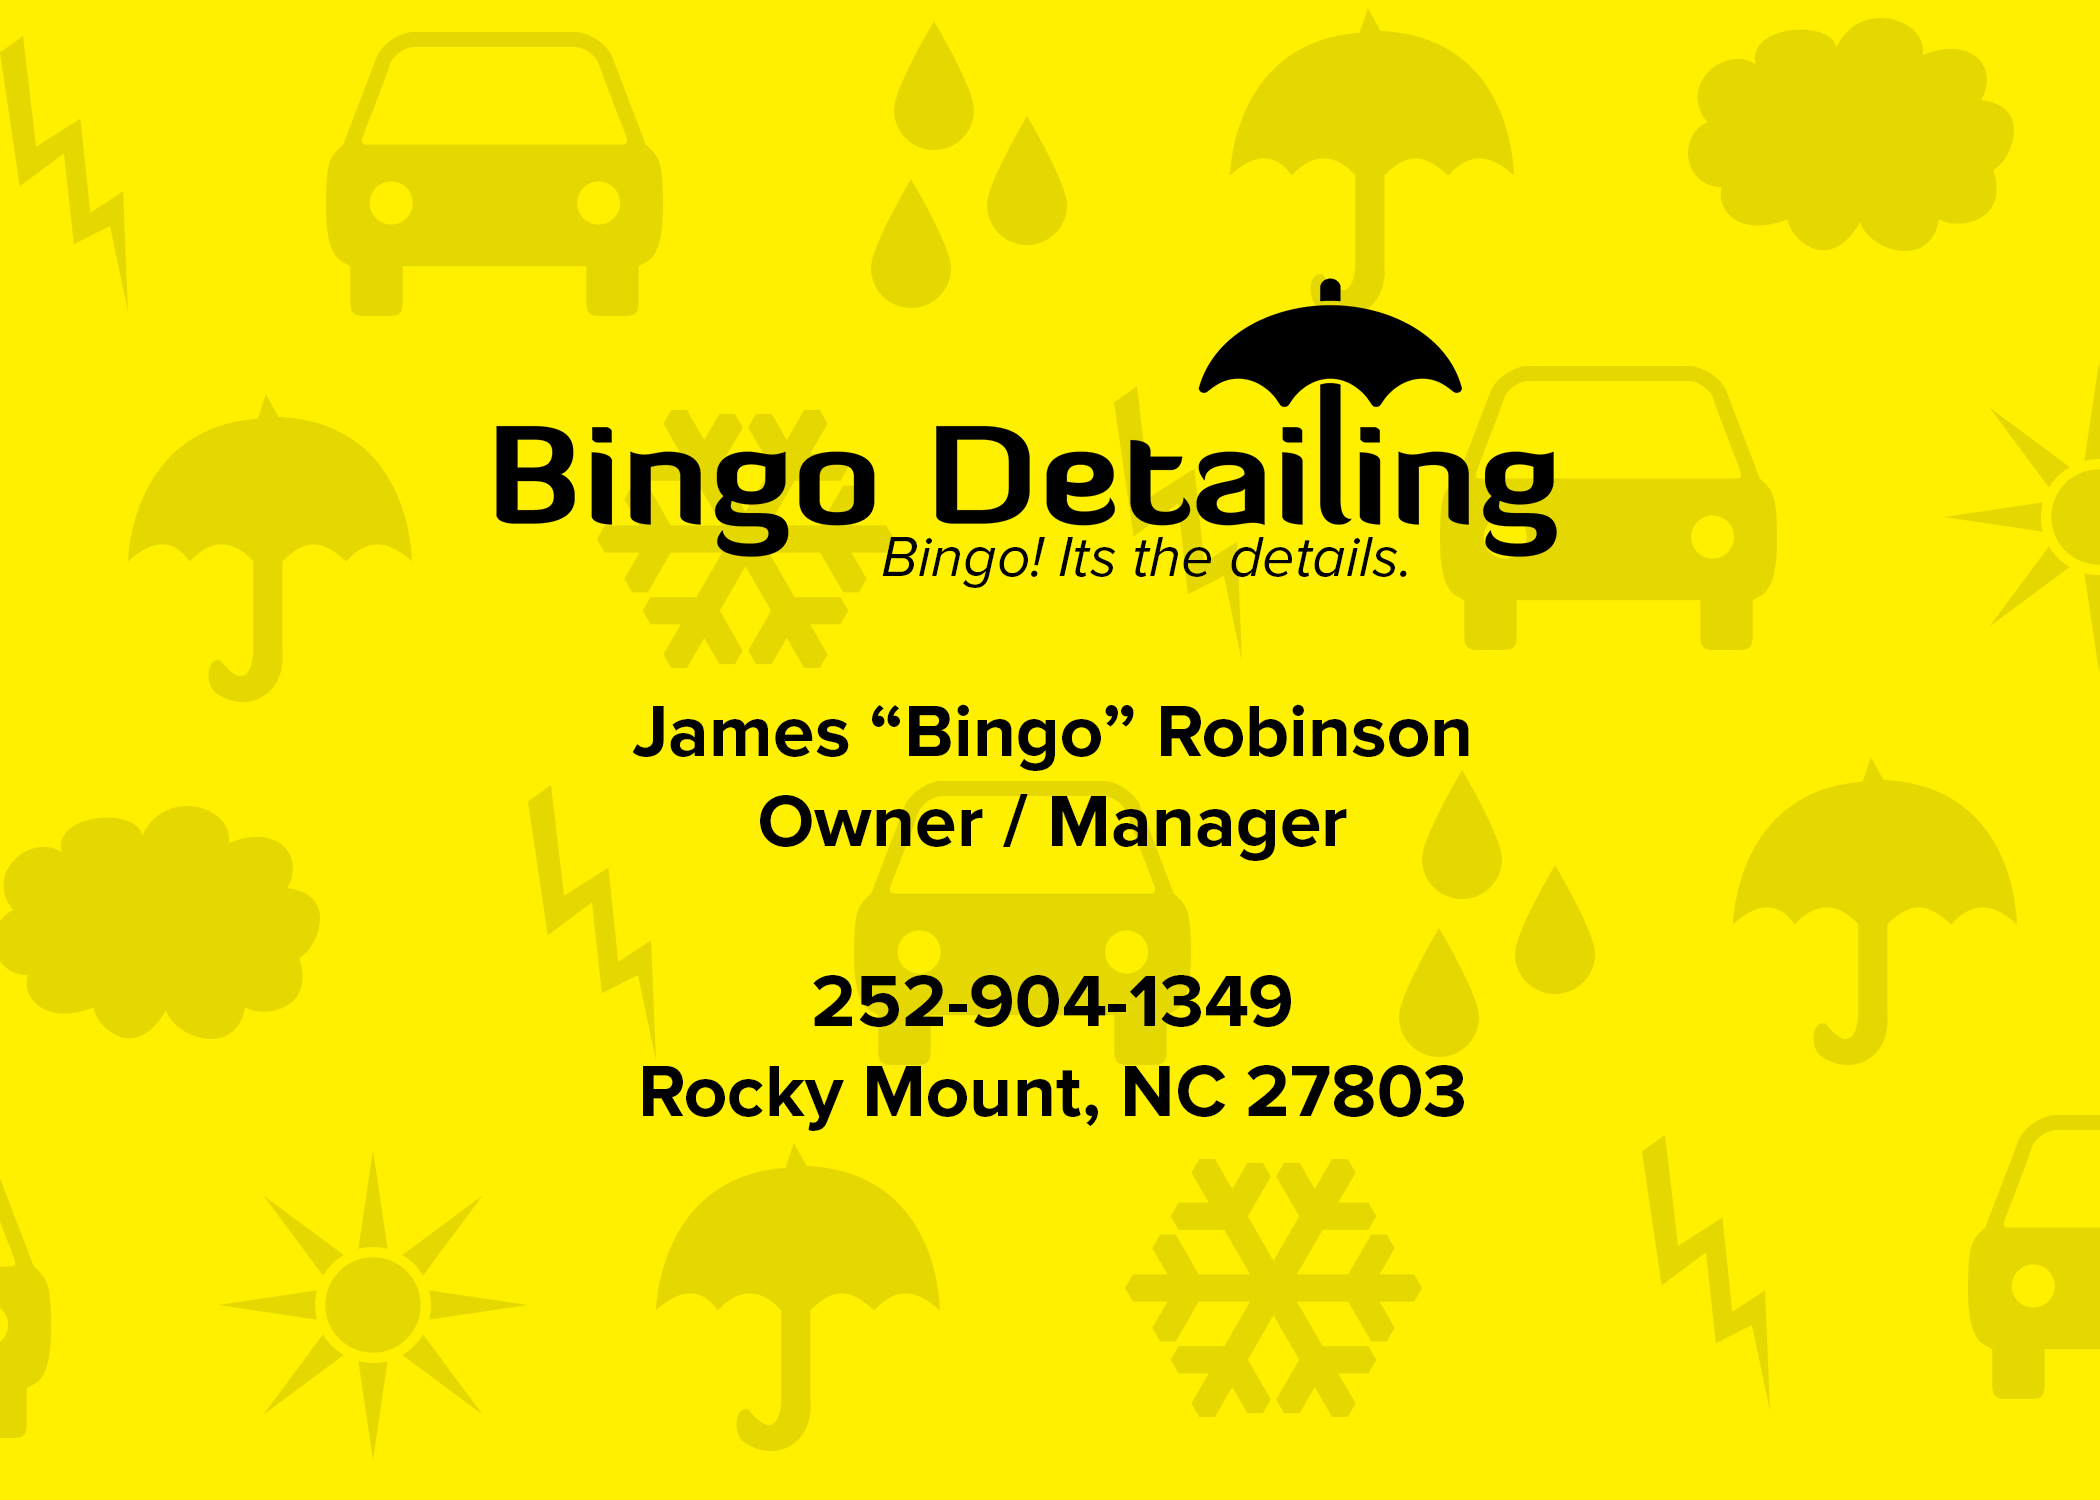 Bingo Detailing
Bingo! Its the details.
James “Bingo” Robinson
Owner / Manager
252-904-1349
Rocky Mount, NC 27803